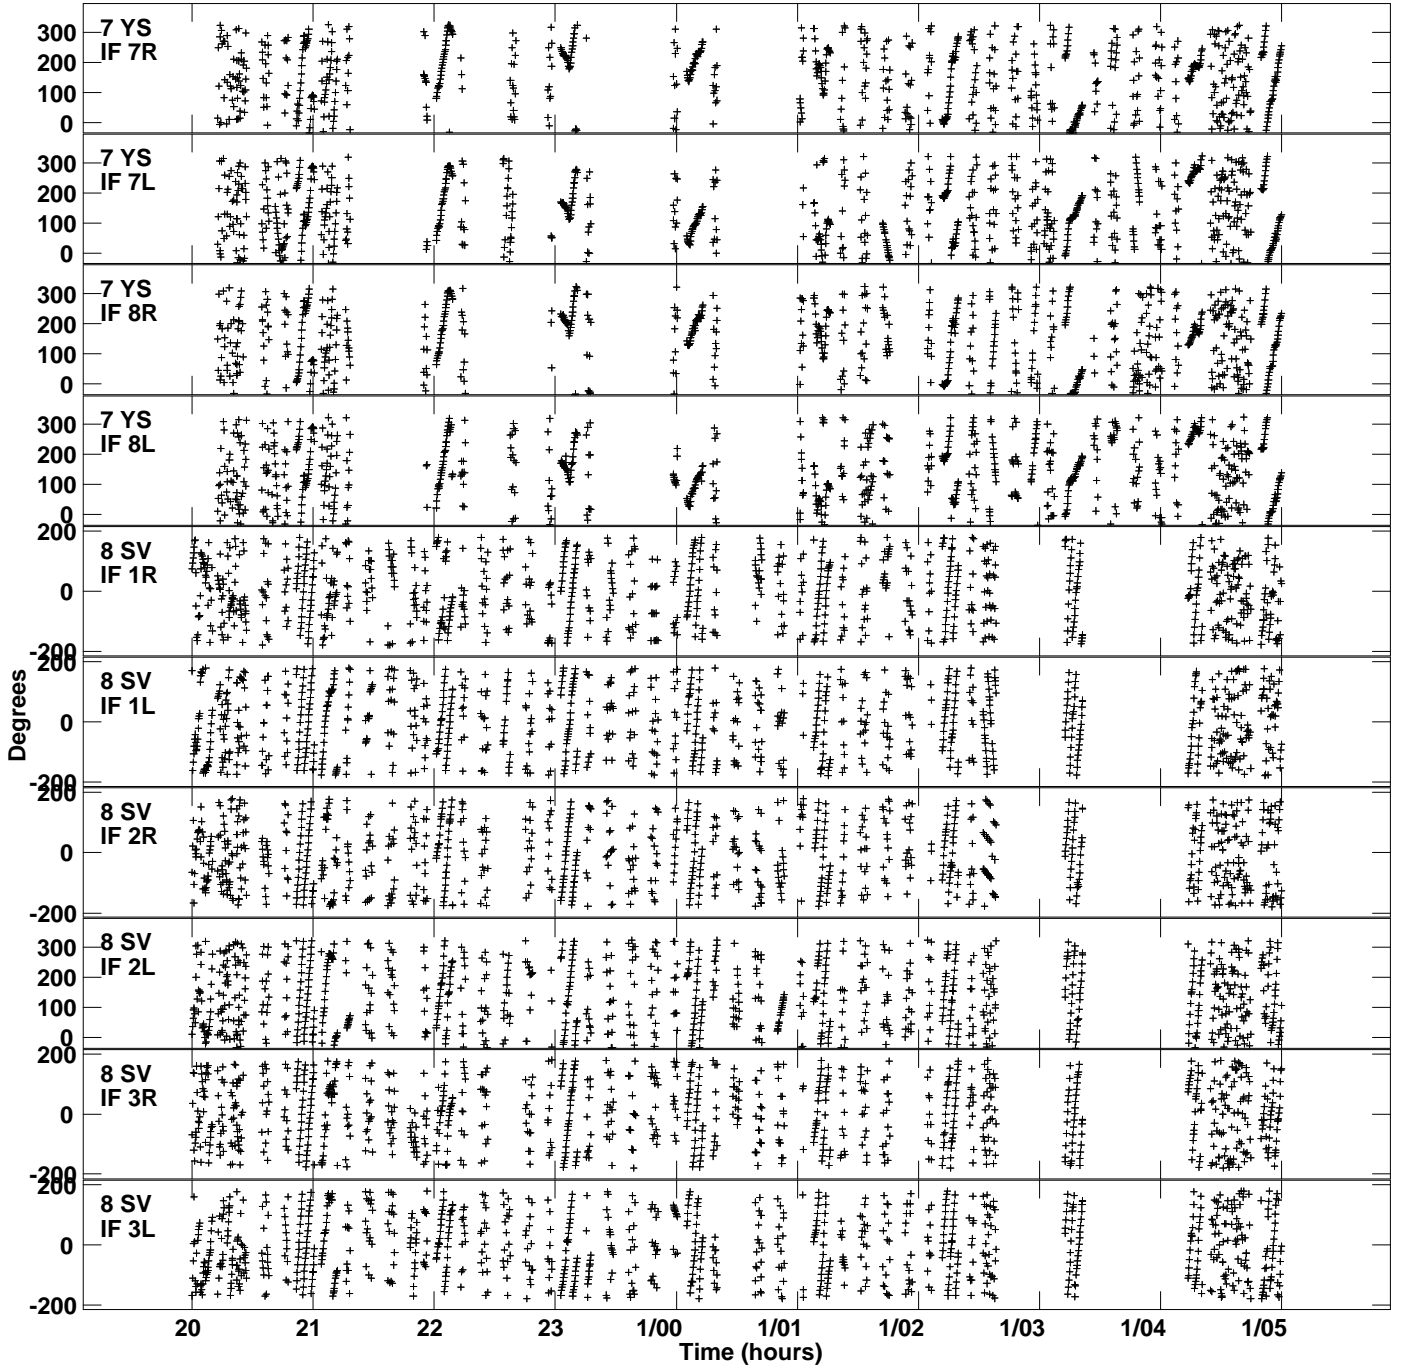 300
200
100
0
7 YS
IF 7R
300
200
100
0
7 YS
IF 7L
300
200
100
0
7 YS
IF 8R
300
200
100
0
7 YS
IF 8L
200
0
-200
8 SV
IF 1R
200
0
-200
8 SV
IF 1L
200
0
-200
8 SV
IF 2R
300
200
100
0
8 SV
IF 2L
200
0
-200
8 SV
IF 3R
200
0
-200
8 SV
IF 3L
Degrees
20 21 22 23 1/00 1/01 1/02 1/03 1/04 1/05
Time (hours)